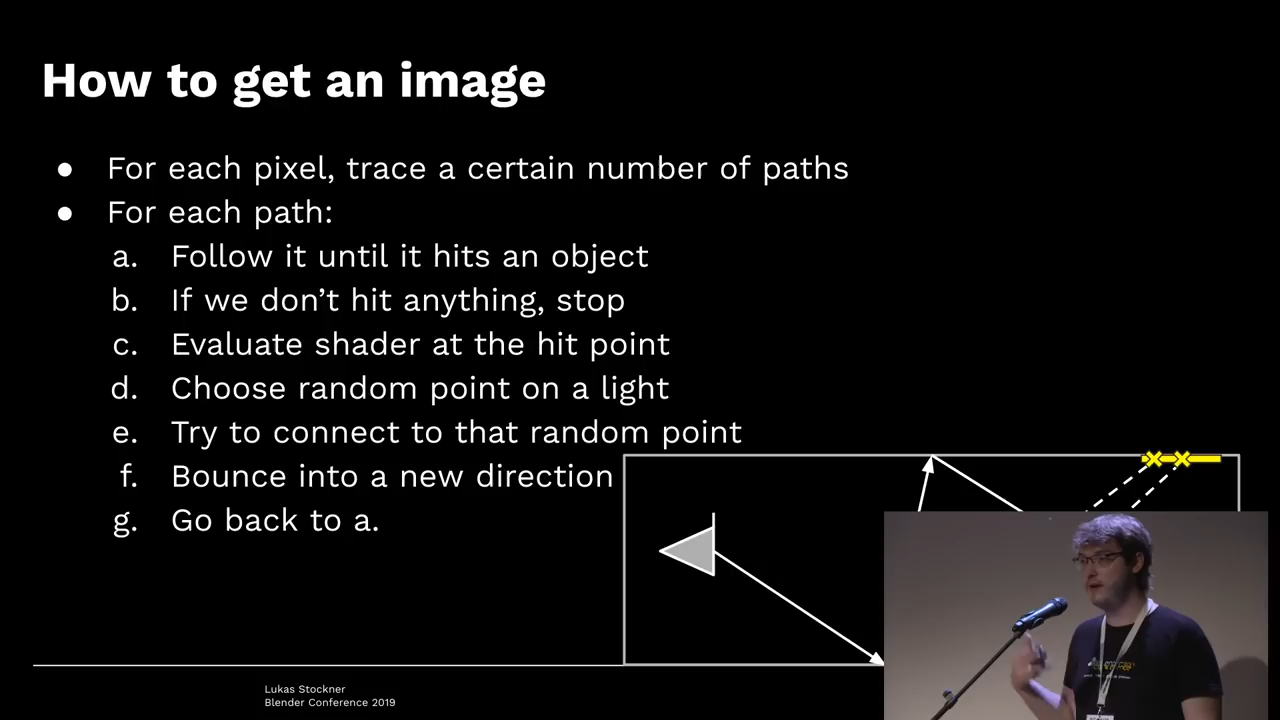 How to get an image
● For each pixel, trace a certain number of paths
● For each path:
a. Follow it until it hits an object
b. If we don’t hit anything, stop
c. Evaluate shader at the hit point
d. Choose random point on a light
e. Try to connect to that random point
f. Bounce into a new direction
g. Go back to a.
Lukas Stockner
Blender Conference 2019